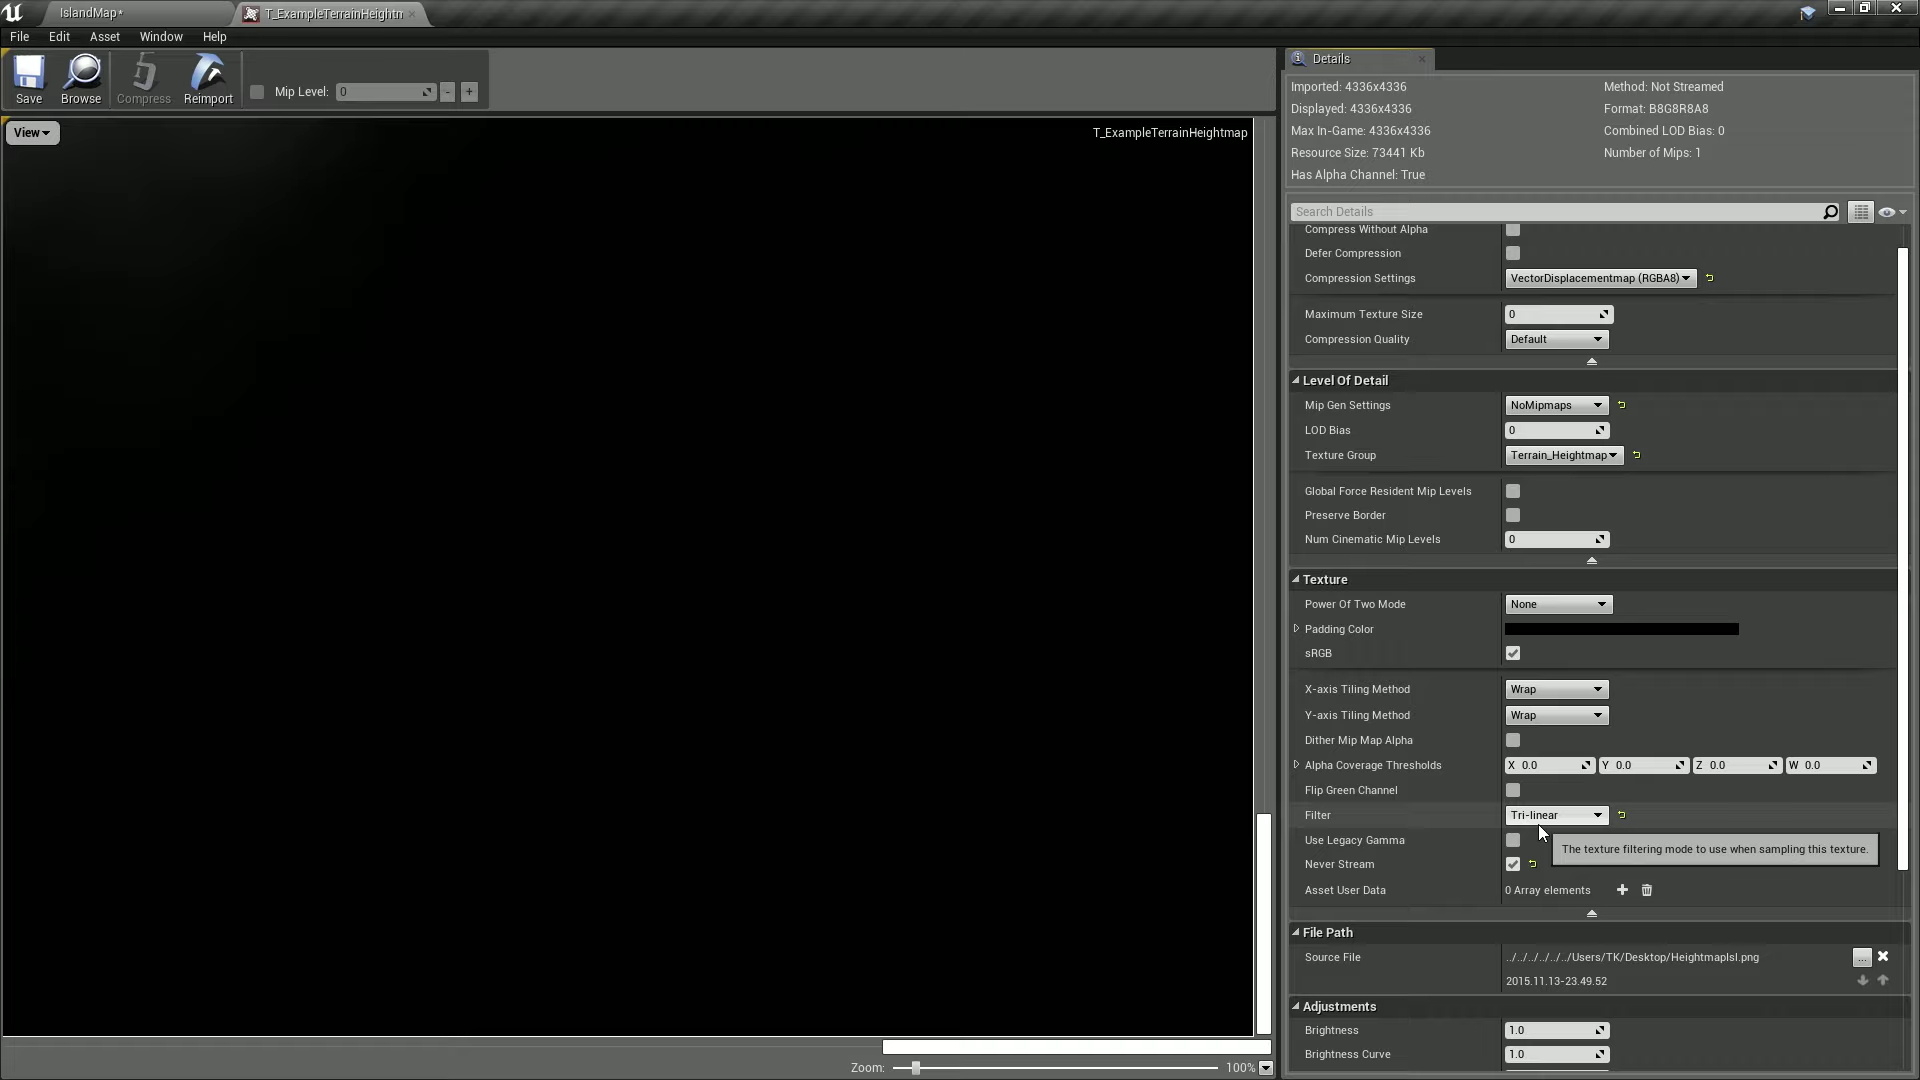 IslandMap*
T_ExampleTerrainHeightn
File Edit Asset Window Help
Save Browse Compress Reimport Mip Level: 0 - +
View
T_ExampleTerrainHeightmap
Zoom: 100%
Details
Imported: 4336x4336 Method: Not Streamed
Displayed: 4336x4336 Format: B8G8R8A8
Max In-Game: 4336x4336 Combined LOD Bias: 0
Resource Size: 73441 Kb Number of Mips: 1
Has Alpha Channel: True
Search Details
Compress Without Alpha
Defer Compression
Compression Settings VectorDisplacementmap (RGBA8)
Maximum Texture Size 0
Compression Quality Default
Level Of Detail
Mip Gen Settings NoMipmaps
LOD Bias 0
Texture Group Terrain_Heightmap
Global Force Resident Mip Levels
Preserve Border
Num Cinematic Mip Levels 0
Texture
Power Of Two Mode None
Padding Color
sRGB
X-axis Tiling Method Wrap
Y-axis Tiling Method Wrap
Dither Mip Map Alpha
Alpha Coverage Thresholds X 0.0 Y 0.0 Z 0.0 W 0.0
Flip Green Channel
Filter Tri-linear
Use Legacy Gamma
The texture filtering mode to use when sampling this texture.
Never Stream
Asset User Data 0 Array elements
File Path
Source File ../../../../../../Users/TK/Desktop/HeightmapIsl.png ...
2015.11.13-23.49.52
Adjustments
Brightness 1.0
Brightness Curve 1.0